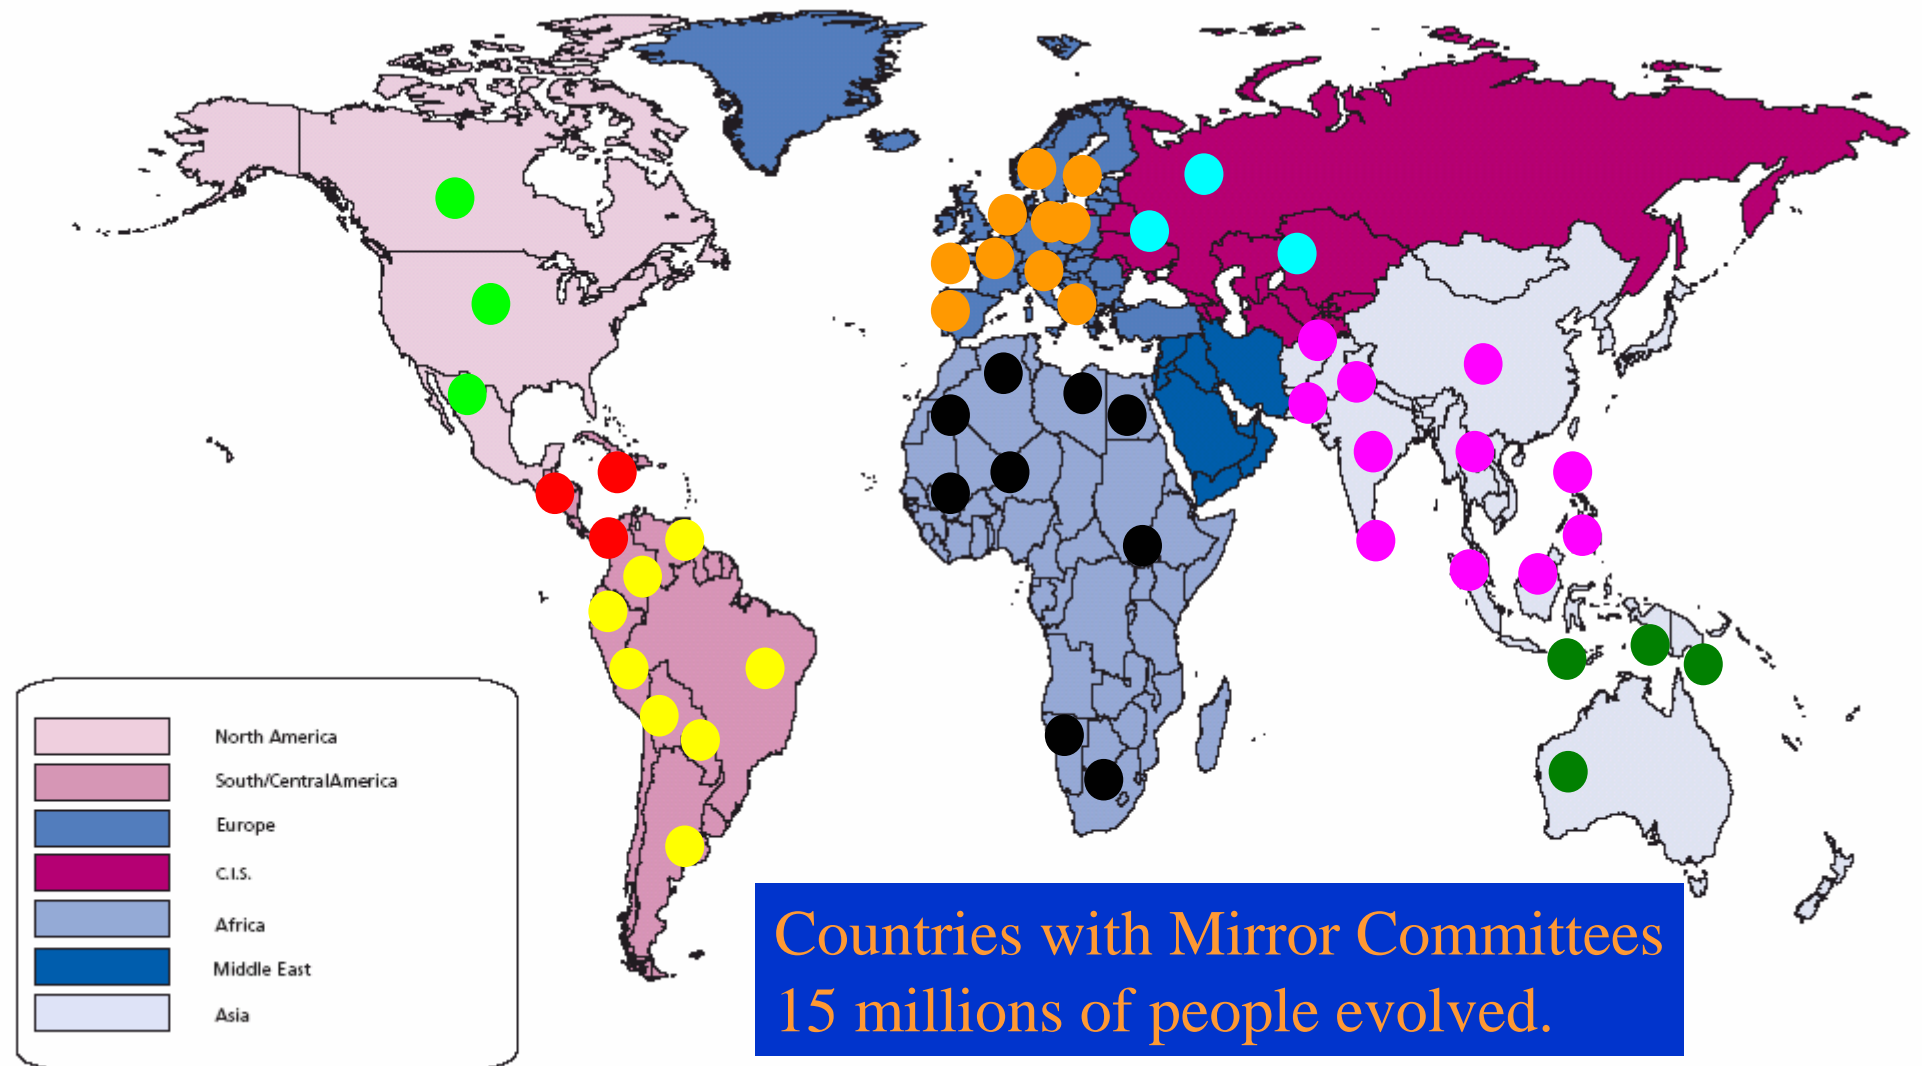 North America
South/CentralAmerica
Europe
C.I.S.
Africa
Middle East
Asia
Countries with Mirror Committees
15 millions of people evolved.